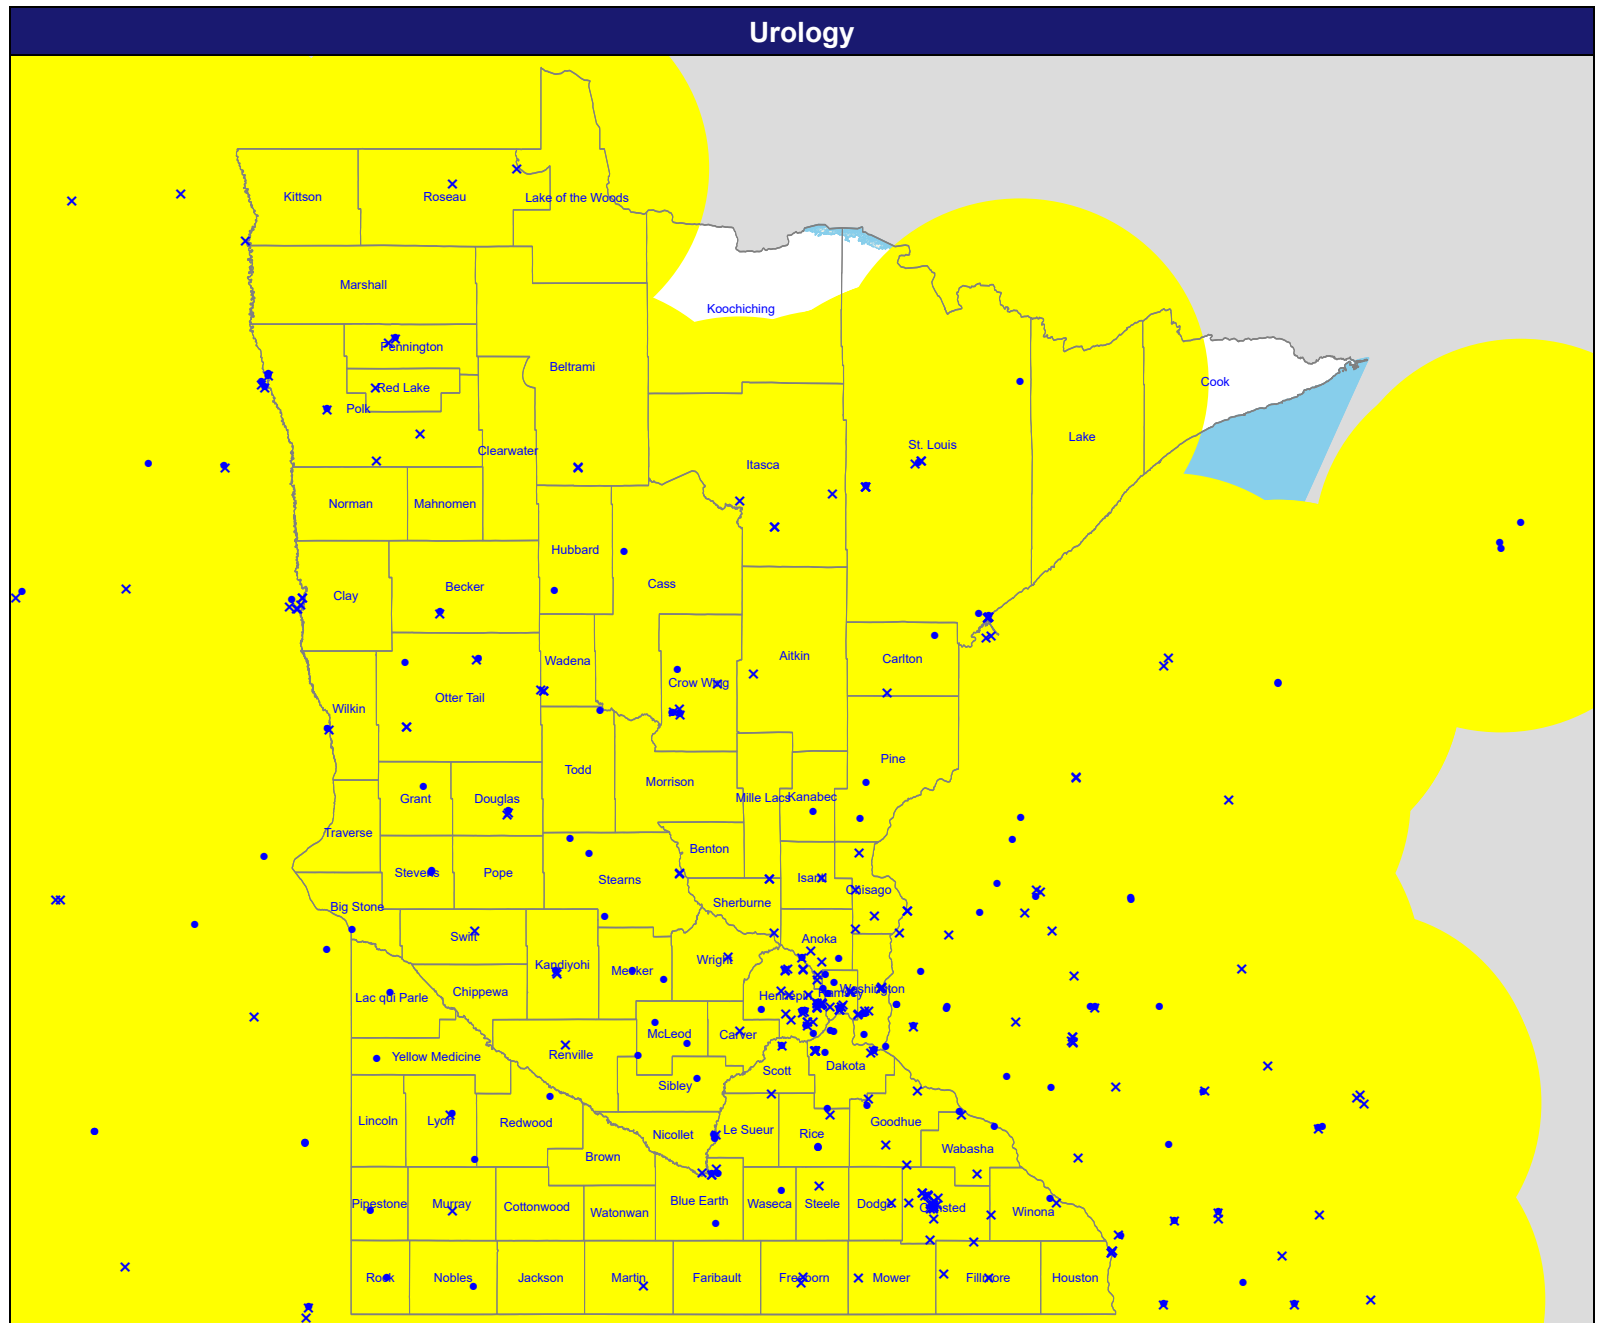 Urology
Kittson
Roseau
Lake of the Woods
Marshall
Koochiching
Pennington
Beltrami
Red Lake
Polk
Cook
Lake
St. Louis
Clearwater
Itasca
Norman
Mahnomen
Hubbard
Cass
Becker
Clay
Aitkin
Carlton
Wadena
Crow Wing
Otter Tail
Wilkin
Pine
Todd
Morrison
Mille Lacs
Kanabec
Grant
Douglas
Traverse
Benton
Stevens
Pope
Stearns
Isanti
Chisago
Sherburne
Big Stone
Swift
Anoka
Wright
Kandiyohi
Meeker
Chippewa
Lac qui Parle
Hennepin
Ramsey
Washington
McLeod
Carver
Renville
Yellow Medicine
Scott
Dakota
Sibley
Lincoln
Lyon
Redwood
Nicollet
Le Sueur
Rice
Goodhue
Wabasha
Brown
Pipestone
Murray
Cottonwood
Watonwan
Blue Earth
Waseca
Steele
Dodge
Olmsted
Winona
Rock
Nobles
Jackson
Martin
Faribault
Freeborn
Mower
Fillmore
Houston